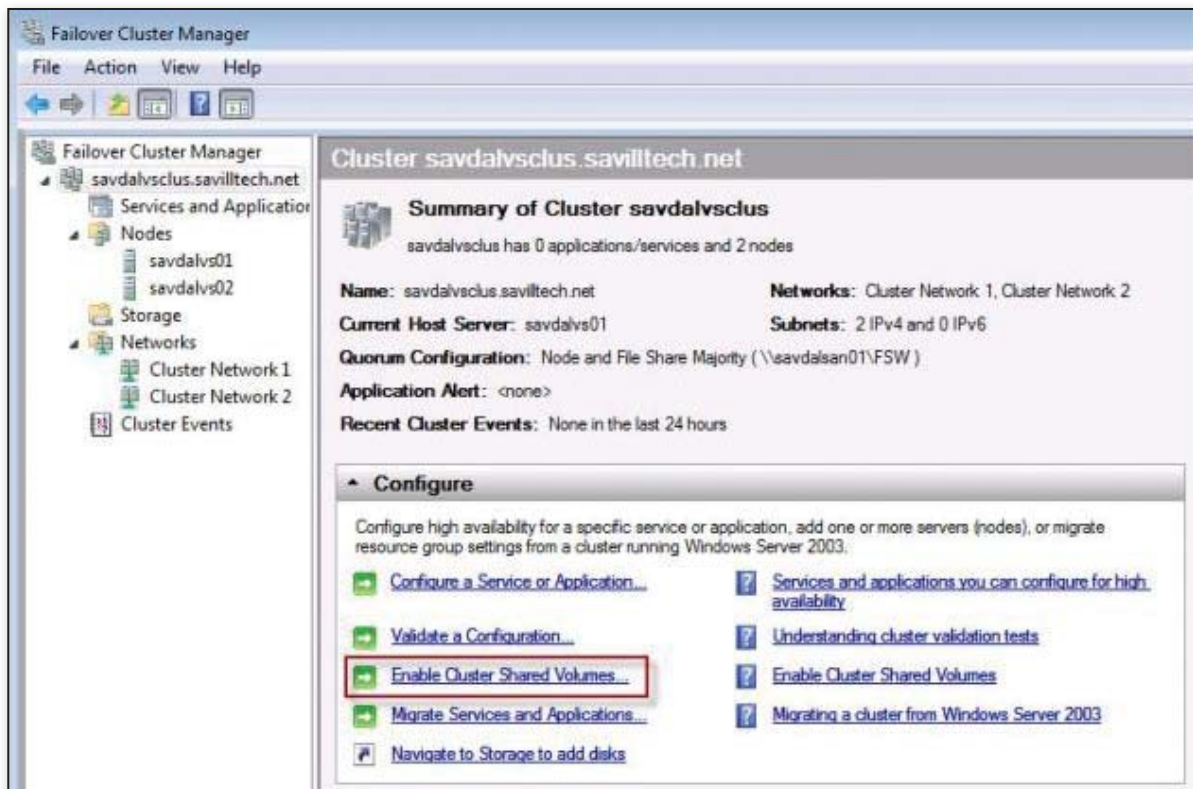 Failover Cluster Manager
File Action View Help
Failover Cluster Manager
savdalvsclus.savilltech.net
Services and Application
Nodes
savdalvs01
savdalvs02
Storage
Networks
Cluster Network 1
Cluster Network 2
Cluster Events
Cluster savdalvsclus.savilltech.net
Summary of Cluster savdalvsclus
savdalvsclus has 0 applications/services and 2 nodes
Name: savdalvsclus.savilltech.net
Networks: Cluster Network 1, Cluster Network 2
Current Host Server: savdalvs01
Subnets: 2 IPv4 and 0 IPv6
Quorum Configuration: Node and File Share Majority (\\savdalsan01\FSW )
Application Alert: <none>
Recent Cluster Events: None in the last 24 hours
Configure
Configure high availability for a specific service or application, add one or more servers (nodes), or migrate
resource group settings from a cluster running Windows Server 2003.
Configure a Service or Application...
Services and applications you can configure for high
availability
Validate a Configuration...
Understanding cluster validation tests
Enable Cluster Shared Volumes...
Enable Cluster Shared Volumes
Migrate Services and Applications...
Migrating a cluster from Windows Server 2003
Navigate to Storage to add disks